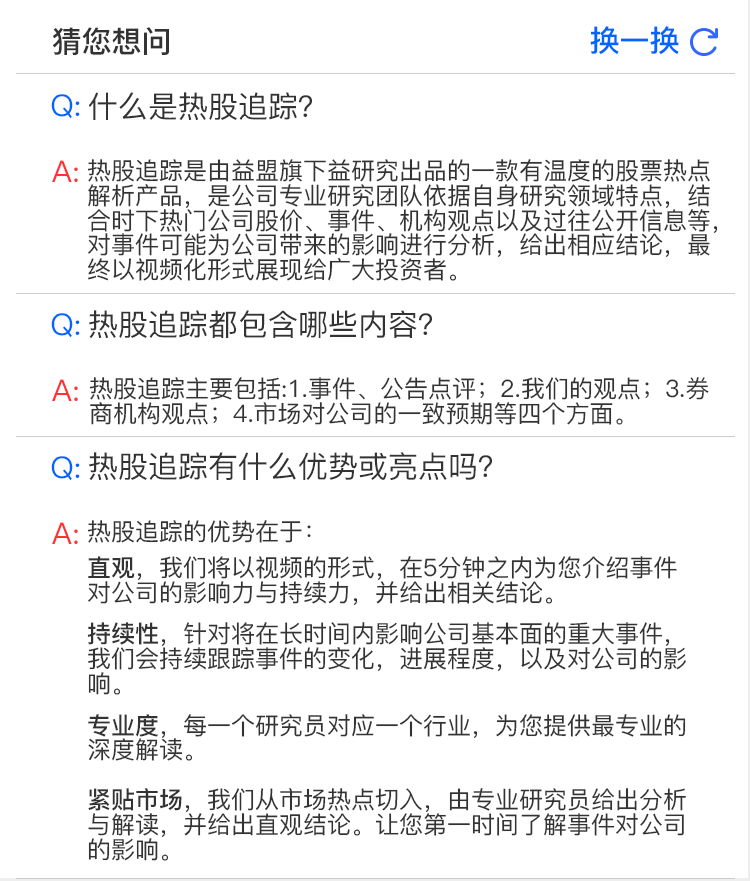 猜您想问 换一换
Q: 什么是热股追踪？
A: 热股追踪是由益盟旗下益研究出品的一款有温度的股票热点
解析产品，是公司专业研究团队依据自身研究领域特点，结
合时下热门公司股价、事件、机构观点以及过往公开信息等，
对事件可能为公司带来的影响进行分析，给出相应结论，最
终以视频化形式展现给广大投资者。
Q: 热股追踪都包含哪些内容？
A: 热股追踪主要包括:1.事件、公告点评；2.我们的观点；3.券
商机构观点；4.市场对公司的一致预期等四个方面。
Q: 热股追踪有什么优势或亮点吗？
A: 热股追踪的优势在于：
直观，我们将以视频的形式，在5分钟之内为您介绍事件
对公司的影响力与持续力，并给出相关结论。
持续性，针对将在长时间内影响公司基本面的重大事件，
我们会持续跟踪事件的变化，进展程度，以及对公司的影
响。
专业度，每一个研究员对应一个行业，为您提供最专业的
深度解读。
紧贴市场，我们从市场热点切入，由专业研究员给出分析
与解读，并给出直观结论。让您第一时间了解事件对公司
的影响。